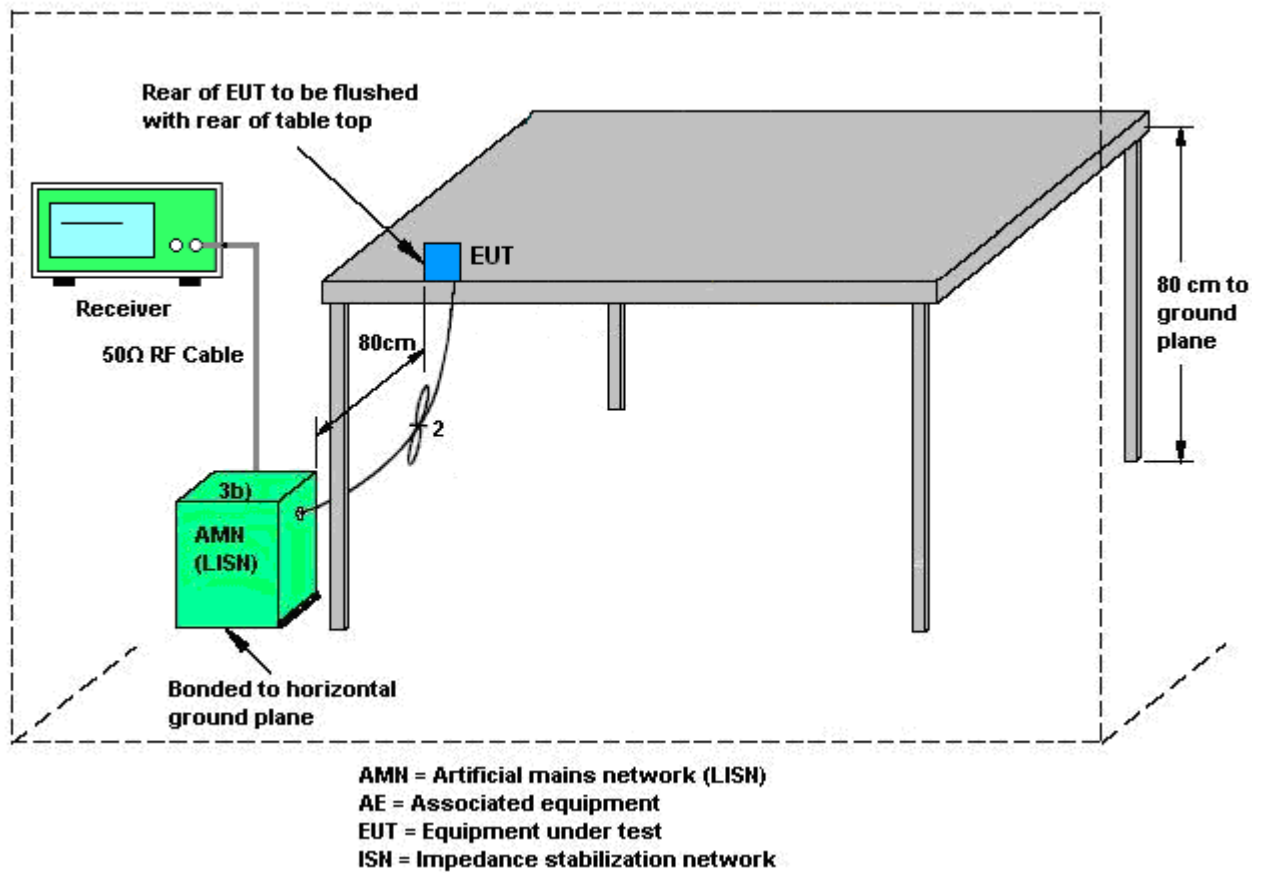 Rear of EUT to be flushed
with rear of table top
EUT
Receiver
50Ω RF Cable
80cm
80 cm to
ground
plane
2
3b)
AMN
(LISN)
Bonded to horizontal
ground plane
AMN = Artificial mains network (LISN)
AE = Associated equipment
EUT = Equipment under test
ISN = Impedance stabilization network